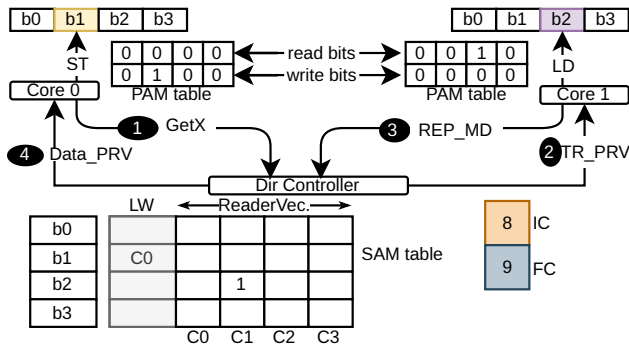 b0 b1 b2 b3
b0 b1 b2 b3
ST
LD
0 0 0 0
read bits
0 0 1 0
0 1 0 0
write bits
0 0 0 0
Core 0
PAM table
PAM table
Core 1
1 GetX
3 REP_MD
4 Data_PRV
2 TR_PRV
Dir Controller
LW
ReaderVec.
b0
b1 C0
SAM table
b2 1
b3
C0 C1 C2 C3
8 IC
9 FC